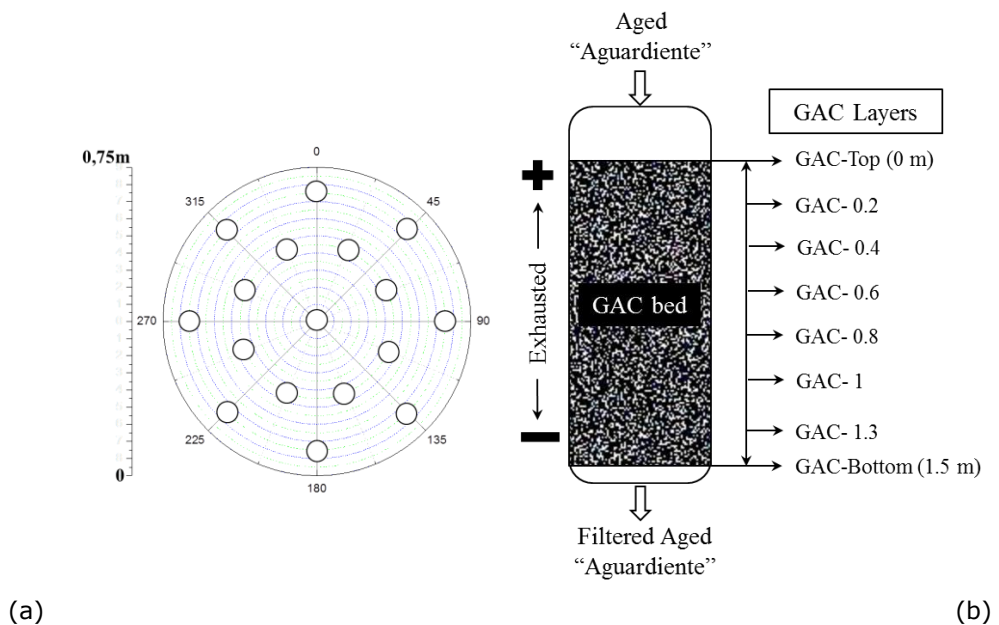 0,75m
0
315
45
270
90
225
135
180
0
(a)
Aged
“Aguardiente”
GAC Layers
GAC-Top (0 m)
GAC- 0.2
GAC- 0.4
GAC- 0.6
GAC bed
Exhausted
GAC- 0.8
GAC- 1
GAC- 1.3
GAC-Bottom (1.5 m)
Filtered Aged
“Aguardiente”
(b)